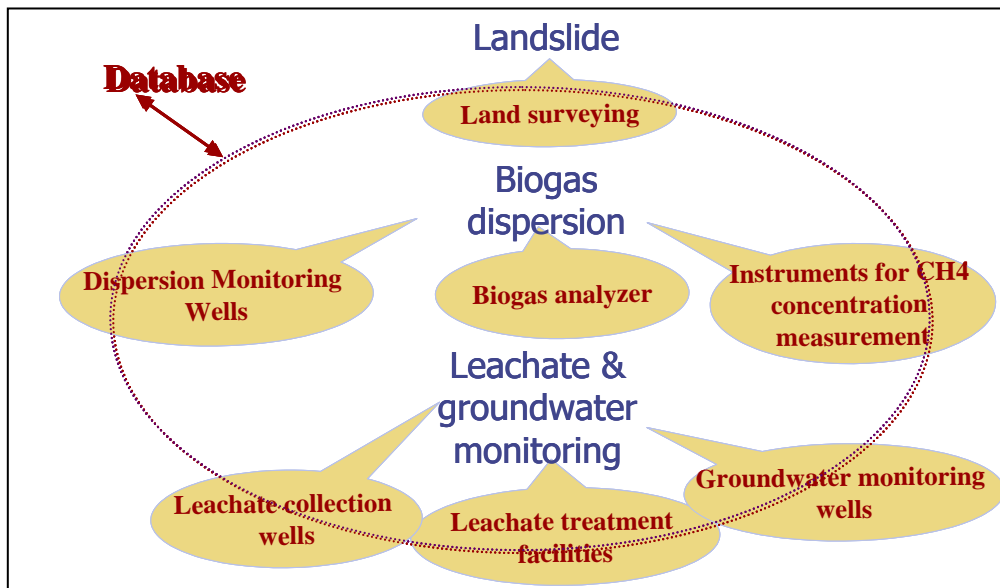 Landslide
Database
Land surveying
Biogas
dispersion
Dispersion Monitoring
Wells
Biogas analyzer
Instruments for CH4
concentration
measurement
Leachate &
groundwater
monitoring
Leachate collection
wells
Leachate treatment
facilities
Groundwater monitoring
wells